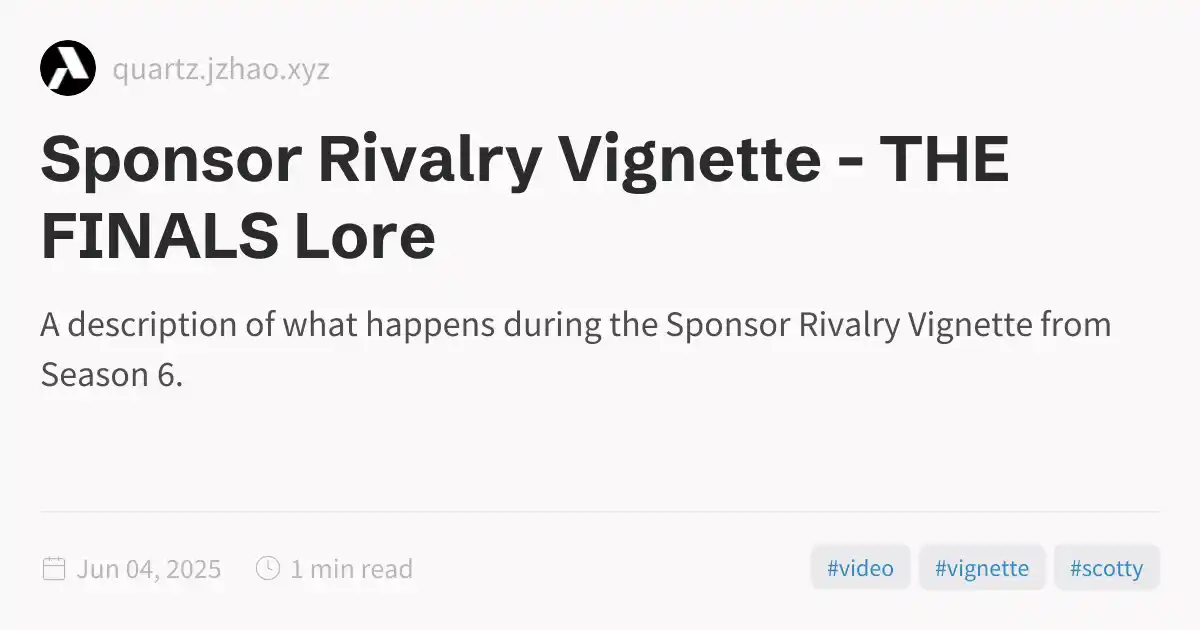 quartz.jzhao.xyz
Sponsor Rivalry Vignette - THE
FINALS Lore
A description of what happens during the Sponsor Rivalry Vignette from
Season 6.
Jun 04, 2025 1 min read #video #vignette #scotty